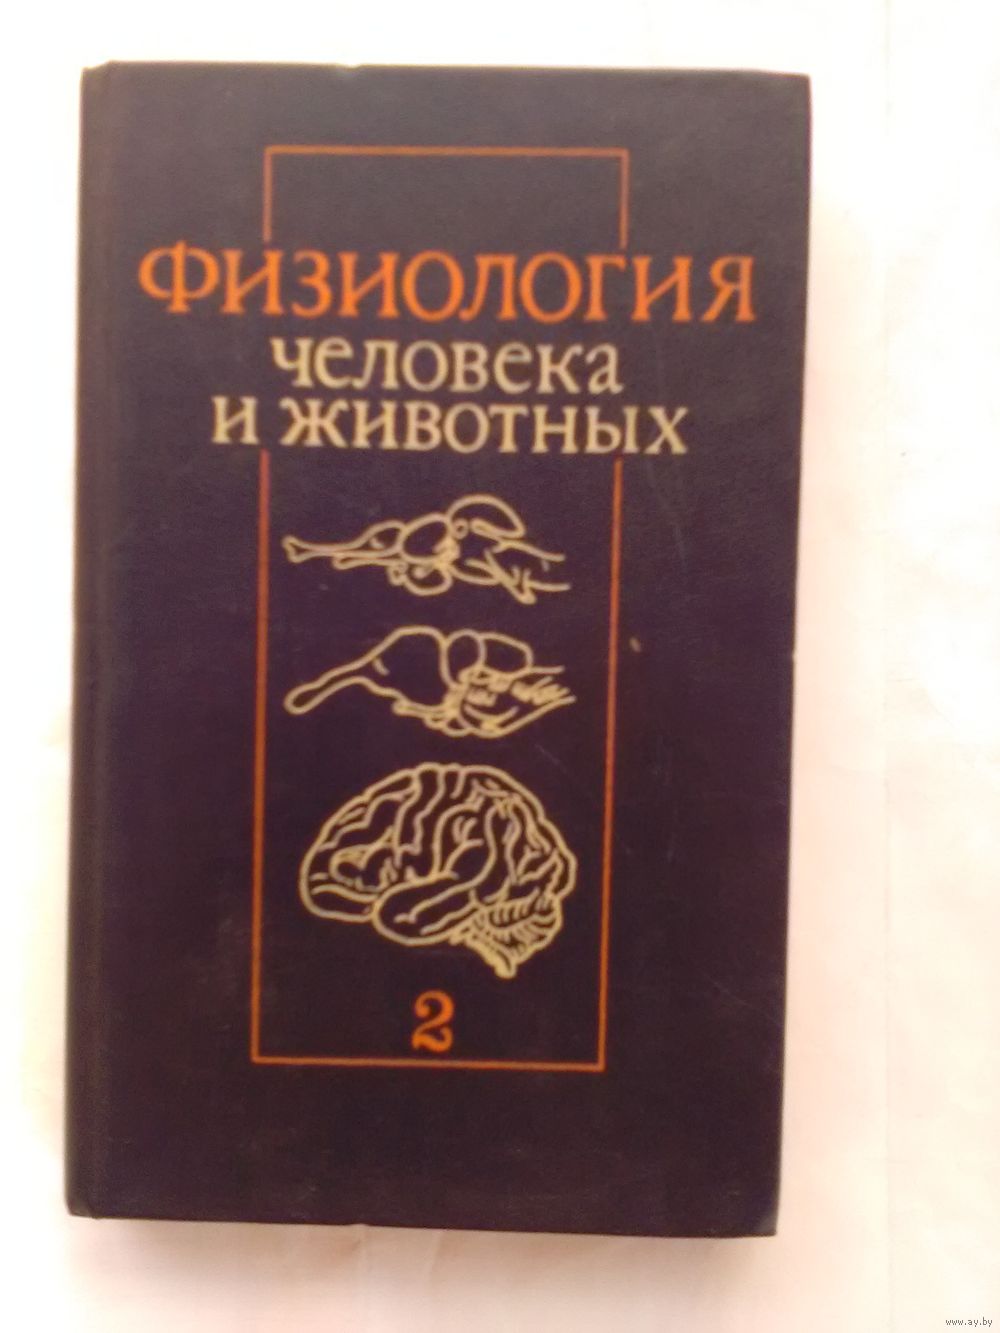 ФИЗИОЛОГИЯ
человека
и животных
2
www.ay.by